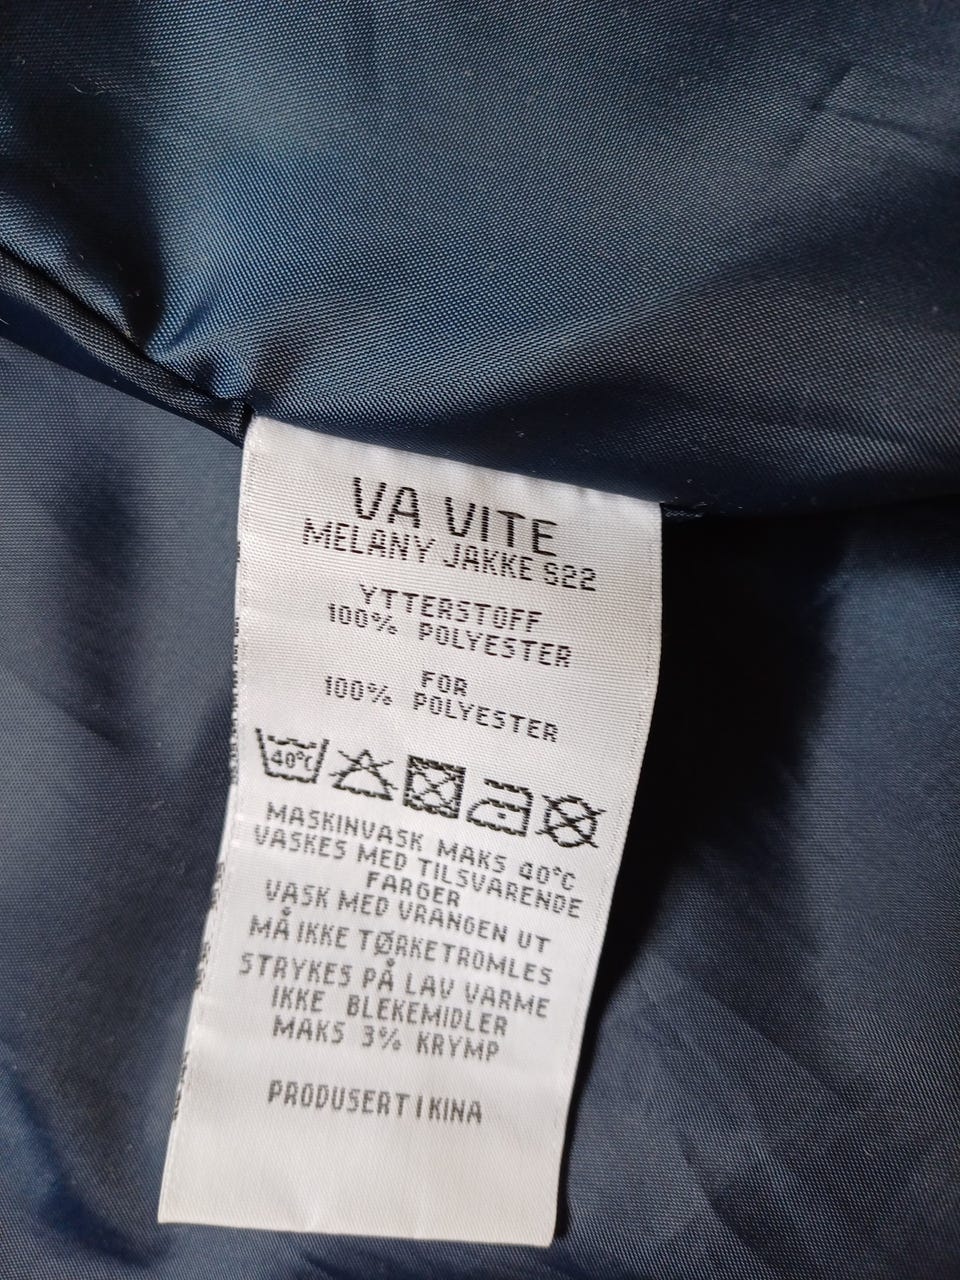 VA VITE
MELANY JAKKE S22
YTTERSTOFF
100% POLYESTER
FOR
100% POLYESTER
40°C
MASKINVASK MAKS 40°C
VASKES MED TILSVARENDE
FARGER
VASK MED VRANGEN UT
MÅ IKKE TØRKETROMLES
STRYKES PÅ LAV VARME
IKKE BLEKEMIDLER
MAKS 3% KRYMP
PRODUSERT I KINA